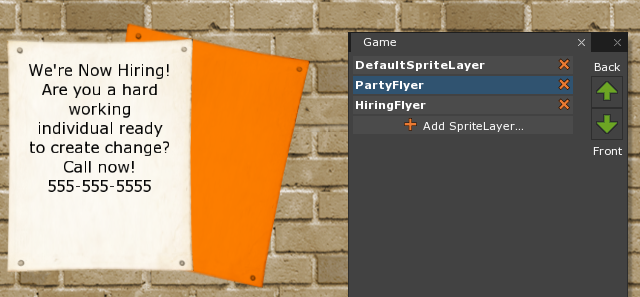 We're Now Hiring!
Are you a hard
working
individual ready
to create change?
Call now!
555-555-5555
Game
DefaultSpriteLayer
PartyFlyer
HiringFlyer
Add SpriteLayer...
Back
Front